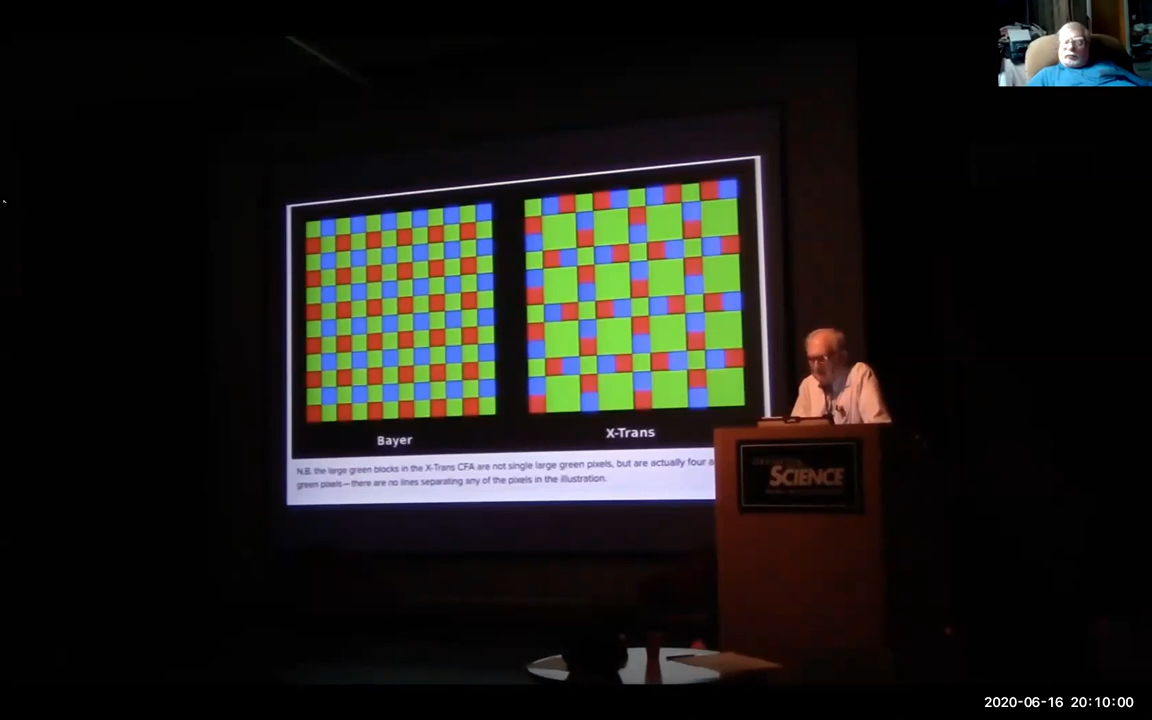 Bayer
X-Trans
N.B. the large green blocks in the X-Trans CFA are not single large green pixels, but are actually four a
green pixels—there are no lines separating any of the pixels in the illustration.
SCIENCE
2020-06-16 20:10:00